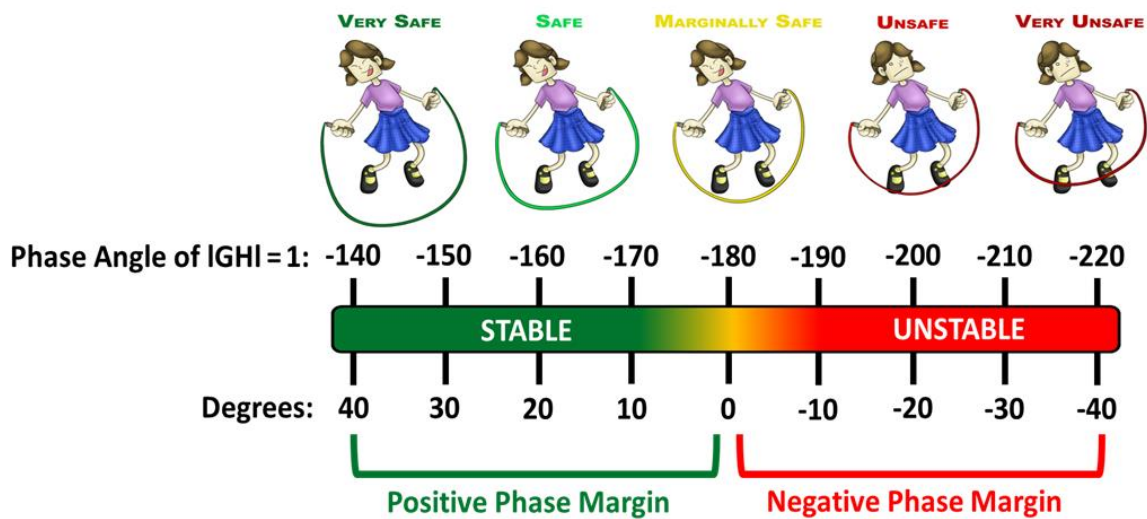 VERY SAFE SAFE MARGINALLY SAFE UNSAFE VERY UNSAFE
Phase Angle of lGHl = 1: -140 -150 -160 -170 -180 -190 -200 -210 -220
STABLE UNSTABLE
Degrees: 40 30 20 10 0 -10 -20 -30 -40
Positive Phase Margin Negative Phase Margin